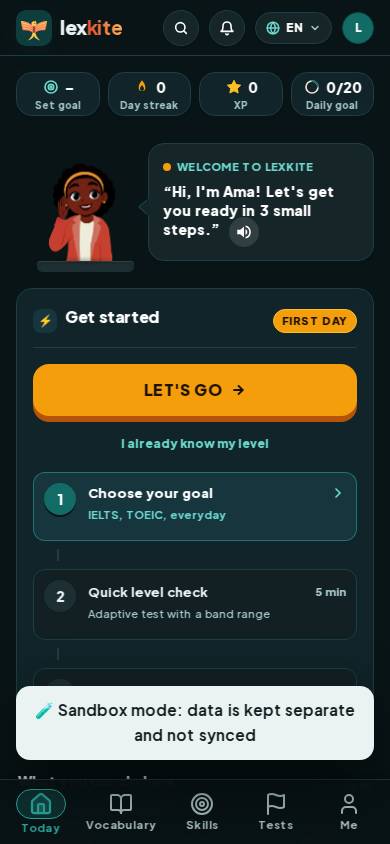 lexkite
EN
L
–
Set goal
0
Day streak
0
XP
0/20
Daily goal
WELCOME TO LEXKITE
“Hi, I'm Ama! Let's get
you ready in 3 small
steps.”
Get started
FIRST DAY
LET'S GO →
I already know my level
1
Choose your goal
IELTS, TOEIC, everyday
2
Quick level check
5 min
Adaptive test with a band range
Sandbox mode: data is kept separate
and not synced
Today
Vocabulary
Skills
Tests
Me